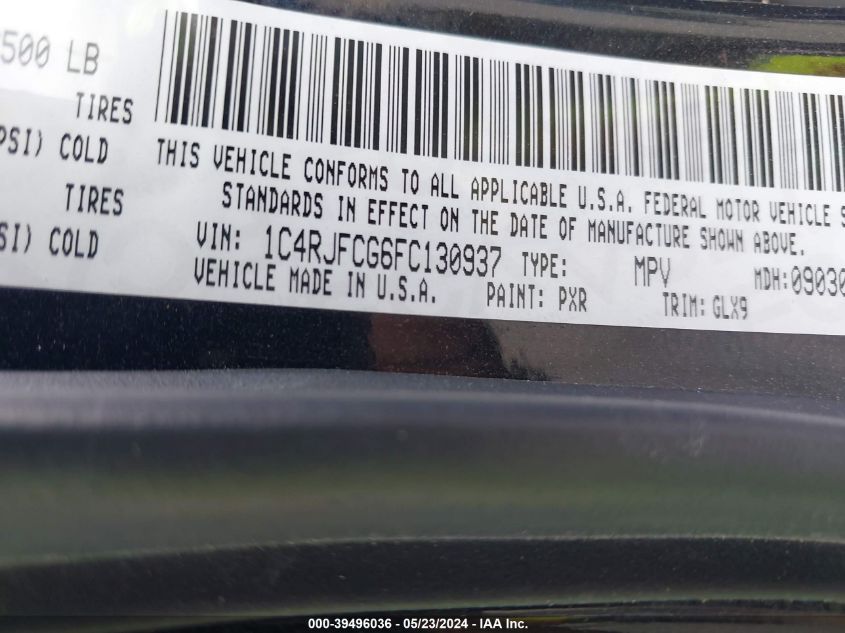 500 LB
TIRES
PSI) COLD
TIRES
SI) COLD
THIS VEHICLE CONFORMS TO ALL APPLICABLE U.S.A. FEDERAL MOTOR VEHICLE S
STANDARDS IN EFFECT ON THE DATE OF MANUFACTURE SHOWN ABOVE.
VIN: 1C4RJFCG6FC130937 TYPE: MPV MDH:09030
VEHICLE MADE IN U.S.A. PAINT: PXR TRIM: GLX9
000-39496036 - 05/23/2024 - IAA Inc.